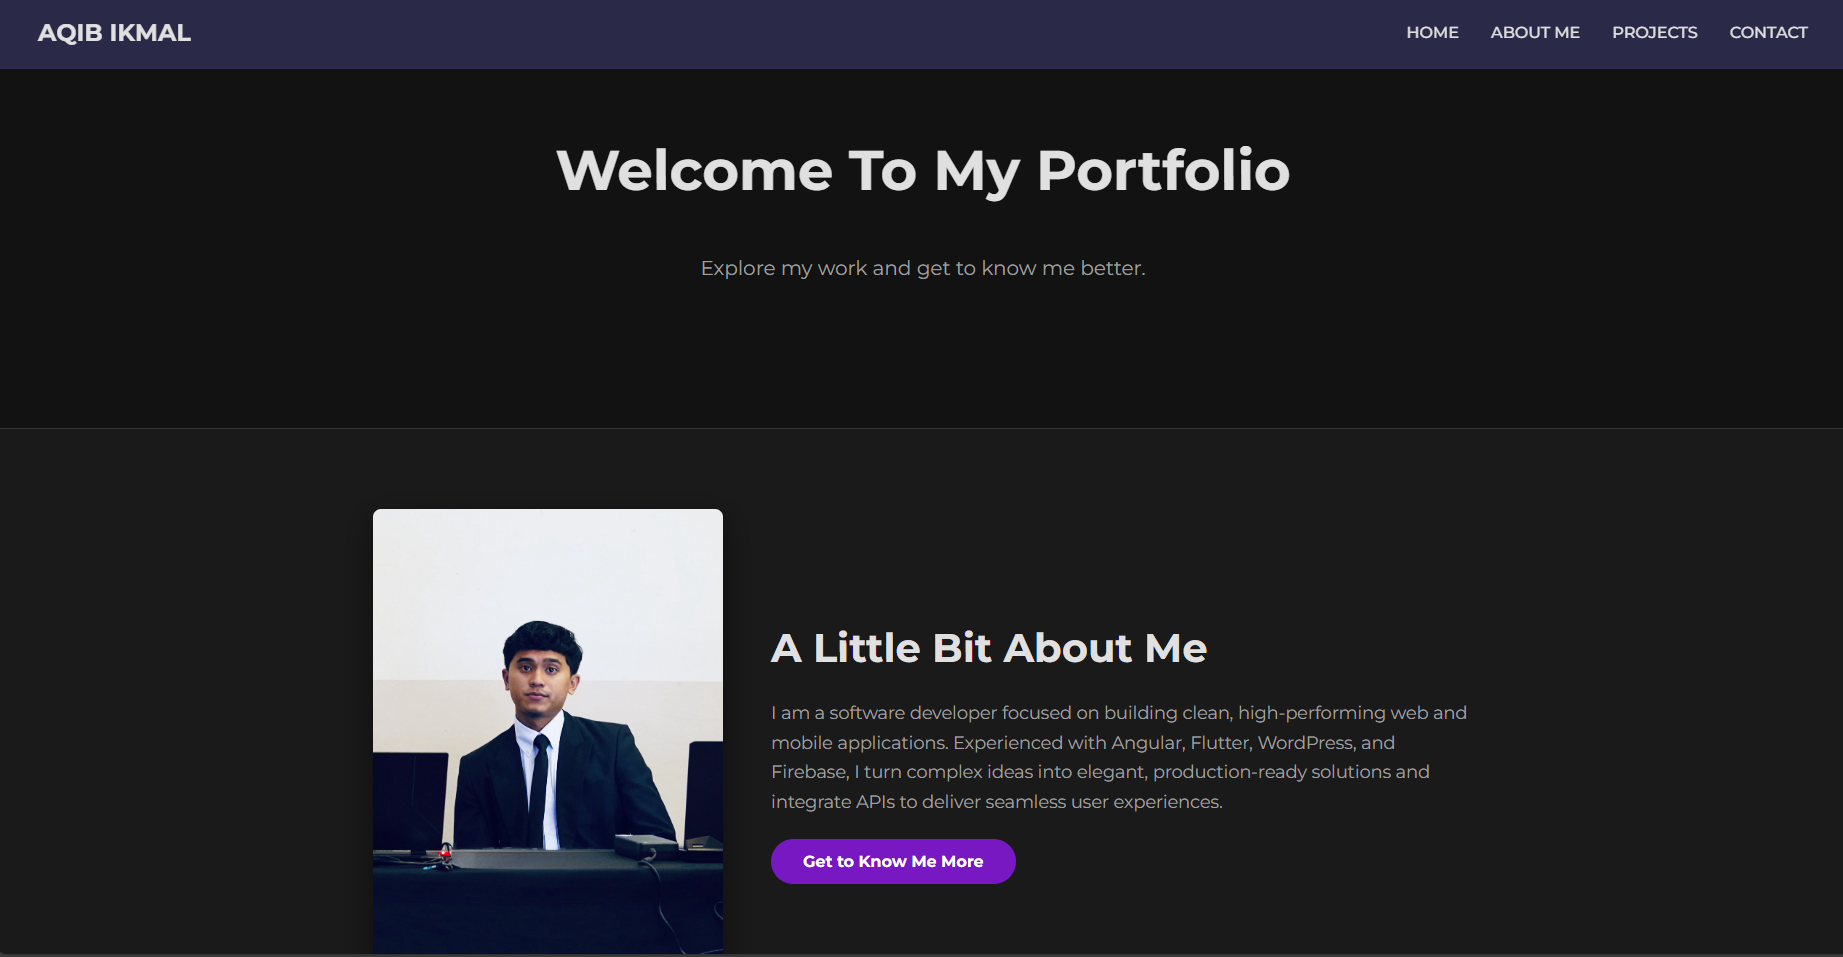 AQIB IKMAL
HOME ABOUT ME PROJECTS CONTACT
Welcome To My Portfolio
Explore my work and get to know me better.
A Little Bit About Me
I am a software developer focused on building clean, high-performing web and
mobile applications. Experienced with Angular, Flutter, WordPress, and
Firebase, I turn complex ideas into elegant, production-ready solutions and
integrate APIs to deliver seamless user experiences.
Get to Know Me More